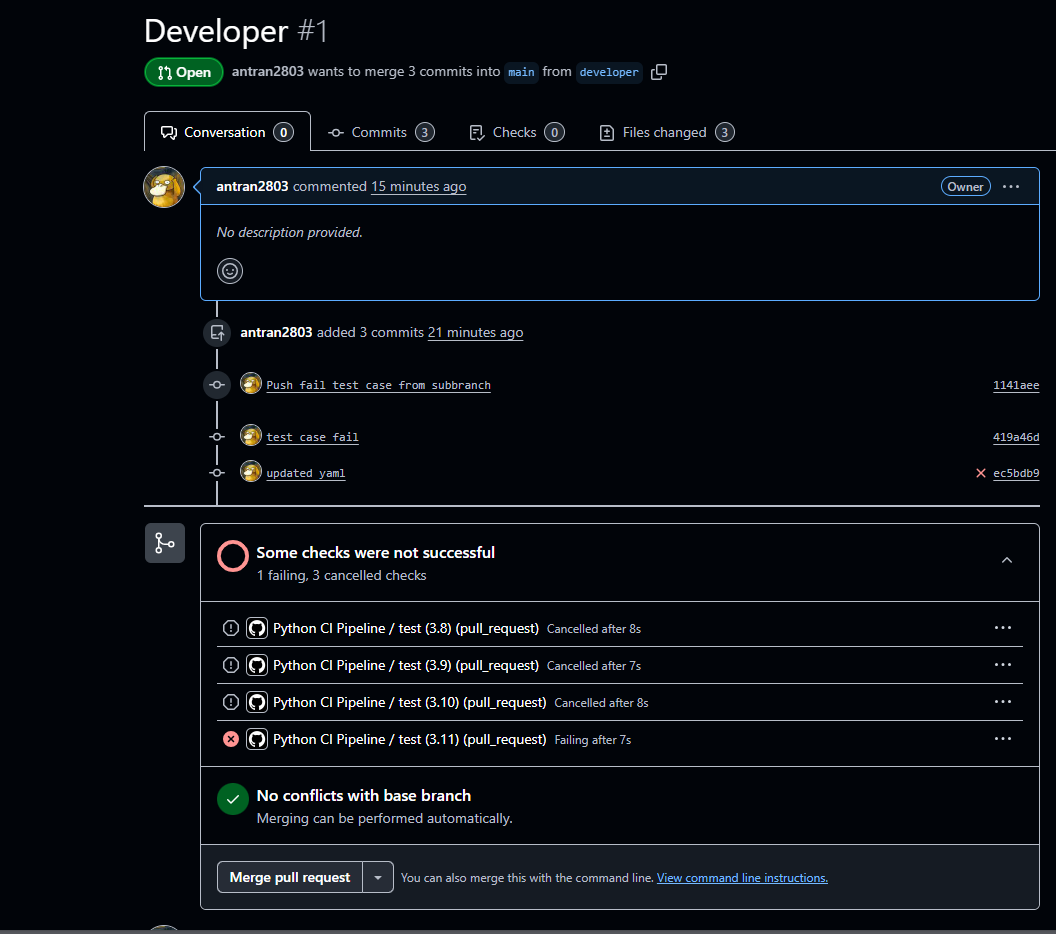 Developer #1
Open antran2803 wants to merge 3 commits into main from developer
Conversation 0 Commits 3 Checks 0 Files changed 3
antran2803 commented 15 minutes ago Owner
No description provided.
antran2803 added 3 commits 21 minutes ago
Push fail test case from subbranch 1141aee
test case fail 419a46d
updated yaml ec5bdb9
Some checks were not successful
1 failing, 3 cancelled checks
Python CI Pipeline / test (3.8) (pull_request) Cancelled after 8s
Python CI Pipeline / test (3.9) (pull_request) Cancelled after 7s
Python CI Pipeline / test (3.10) (pull_request) Cancelled after 8s
Python CI Pipeline / test (3.11) (pull_request) Failing after 7s
No conflicts with base branch
Merging can be performed automatically.
Merge pull request You can also merge this with the command line. View command line instructions.